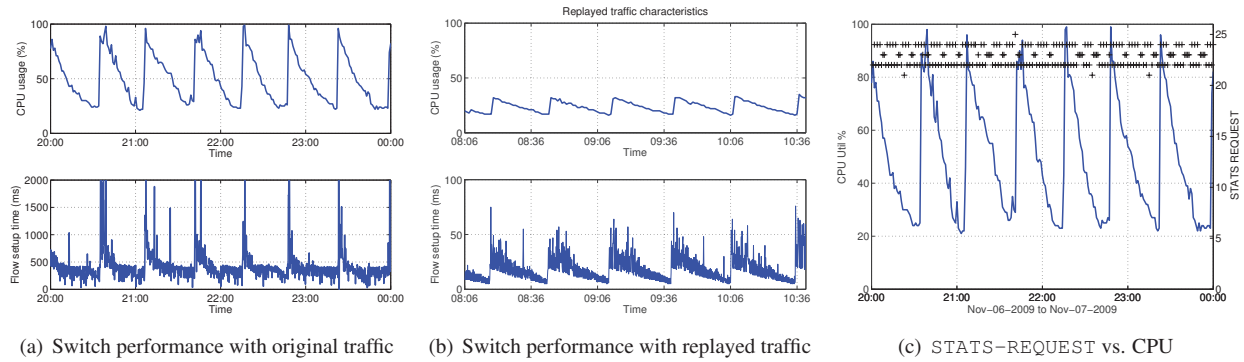 100
50
0
CPU usage (%)
20:00 21:00 22:00 23:00 00:00
Time
2000
1500
1000
500
0
Flow setup time (ms)
20:00 21:00 22:00 23:00 00:00
Time
(a) Switch performance with original traffic
Replayed traffic characteristics
100
50
0
CPU usage (%)
08:06 08:36 09:06 09:36 10:06 10:36
Time
100
50
0
Flow setup time (ms)
08:06 08:36 09:06 09:36 10:06 10:36
Time
(b) Switch performance with replayed traffic
100
80
60
40
20
CPU Util %
25
20
15
10
5
0
STATS REQUEST
20:00 21:00 22:00 23:00 00:00
Nov-06-2009 to Nov-07-2009
(c) STATS-REQUEST vs. CPU